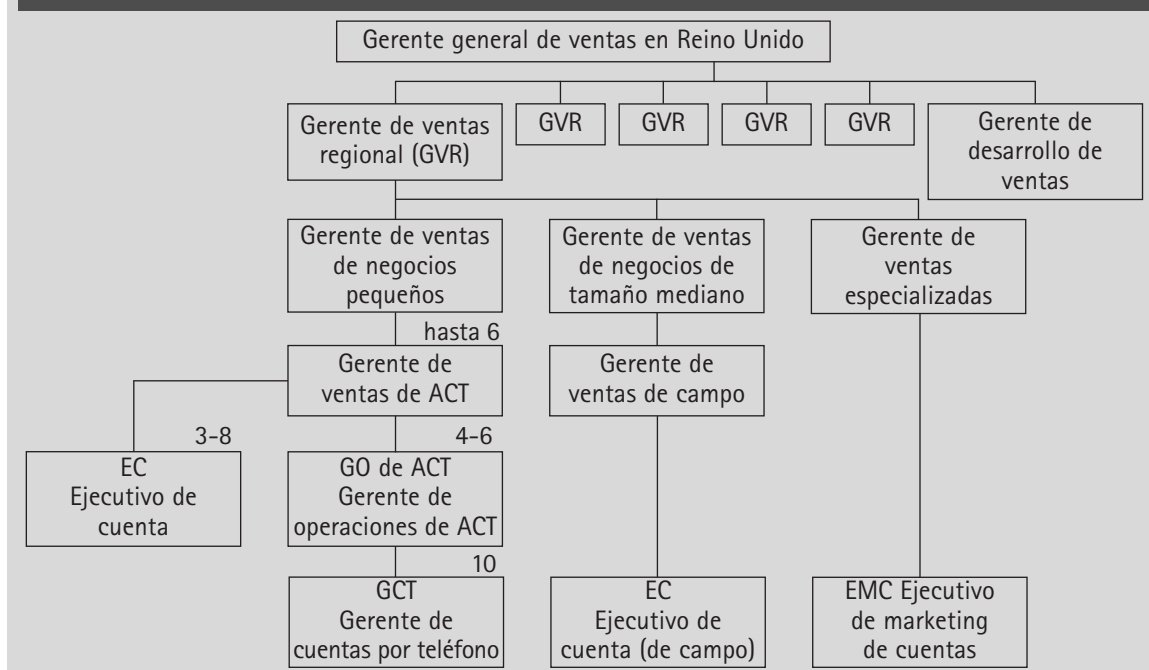 Gerente general de ventas en Reino Unido
Gerente de ventas
regional (GVR)
GVR
GVR
GVR
GVR
Gerente de
desarrollo de
ventas
Gerente de ventas
de negocios
pequeños
Gerente de ventas
de negocios de
tamaño mediano
Gerente de
ventas
especializadas
hasta 6
Gerente de
ventas de ACT
Gerente de
ventas de campo
3-8
4-6
EC
Ejecutivo de
cuenta
GO de ACT
Gerente de
operaciones de ACT
10
GCT
Gerente de
cuentas por teléfono
EC
Ejecutivo de
cuenta (de campo)
EMC Ejecutivo
de marketing
de cuentas